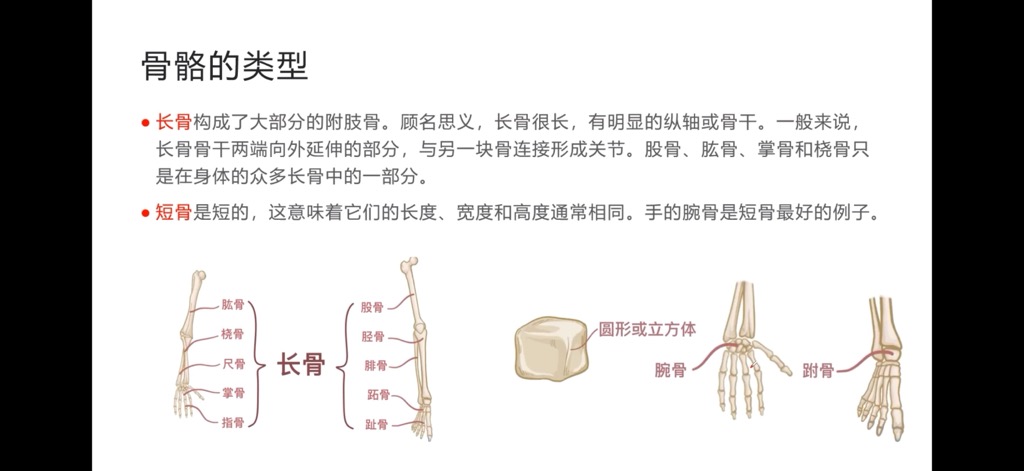 骨骼的类型
• 长骨构成了大部分的附肢骨。顾名思义，长骨很长，有明显的纵轴或骨干。一般来说，
长骨骨干两端向外延伸的部分，与另一块骨连接形成关节。股骨、肱骨、掌骨和桡骨只
是在身体的众多长骨中的一部分。
• 短骨是短的，这意味着它们的长度、宽度和高度通常相同。手的腕骨是短骨最好的例子。
肱骨
桡骨
尺骨
掌骨
指骨
长骨
股骨
胫骨
腓骨
跖骨
趾骨
圆形或立方体
腕骨
跗骨